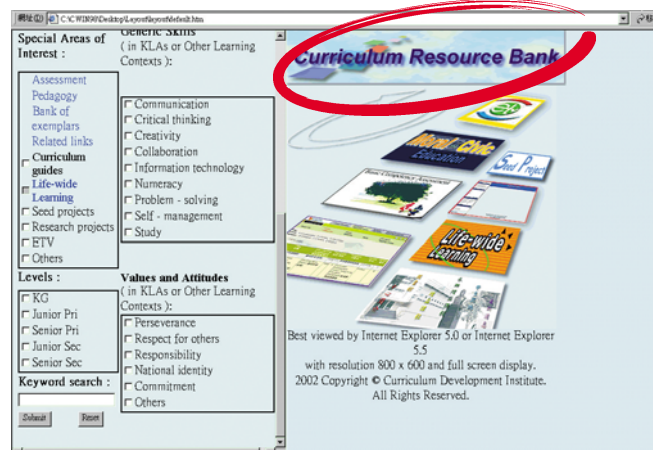 網址(D) C:\C WIN98\Desktop\Layout\layout\default.htm
Special Areas of
Interest :
Assessment
Pedagogy
Bank of
exemplars
Related links
Curriculum
guides
Life-wide
Learning
Seed projects
Research projects
ETV
Others
Levels :
KG
Junior Pri
Senior Pri
Junior Sec
Senior Sec
Keyword search :
Submit Reset
Generic Skills
( in KLAs or Other Learning
Contexts ):
Communication
Critical thinking
Creativity
Collaboration
Information technology
Numeracy
Problem - solving
Self - management
Study
Values and Attitudes
( in KLAs or Other Learning
Contexts ):
Perseverance
Respect for others
Responsibility
National identity
Commitment
Others
Curriculum Resource Bank
Moral Civic
Education
Seed Project
Basic Competency Assessment
Life-wide
Learning
Best viewed by Internet Explorer 5.0 or Internet Explorer
5.5
with resolution 800 x 600 and full screen display.
2002 Copyright © Curriculum Development Institute.
All Rights Reserved.